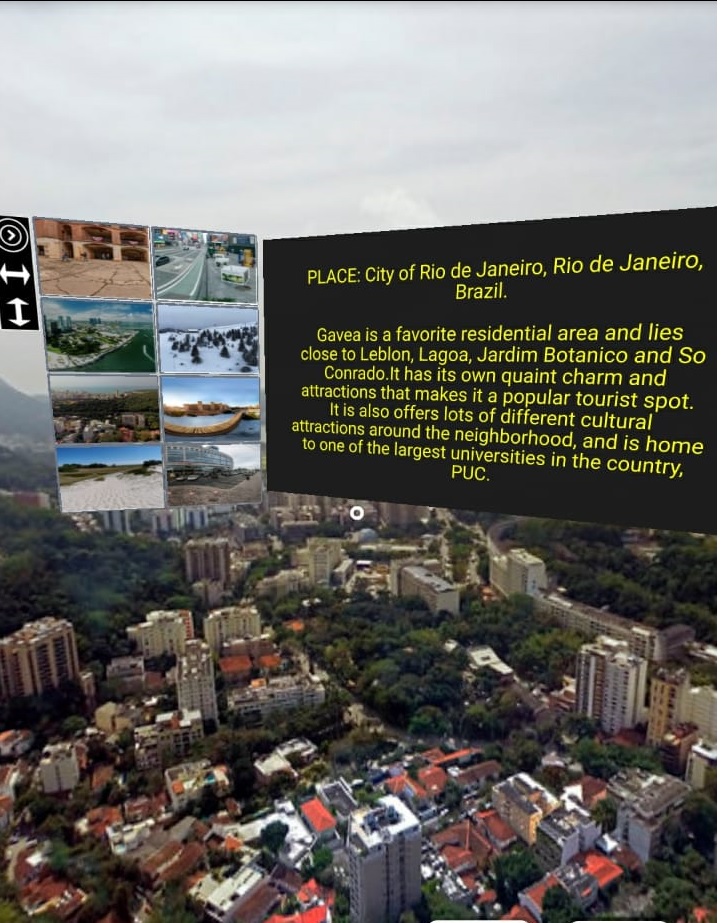 PLACE: City of Rio de Janeiro, Rio de Janeiro,
Brazil.
Gavea is a favorite residential area and lies
close to Leblon, Lagoa, Jardim Botanico and So
Conrado.It has its own quaint charm and
attractions that makes it a popular tourist spot.
It is also offers lots of different cultural
attractions around the neighborhood, and is home
to one of the largest universities in the country,
PUC.